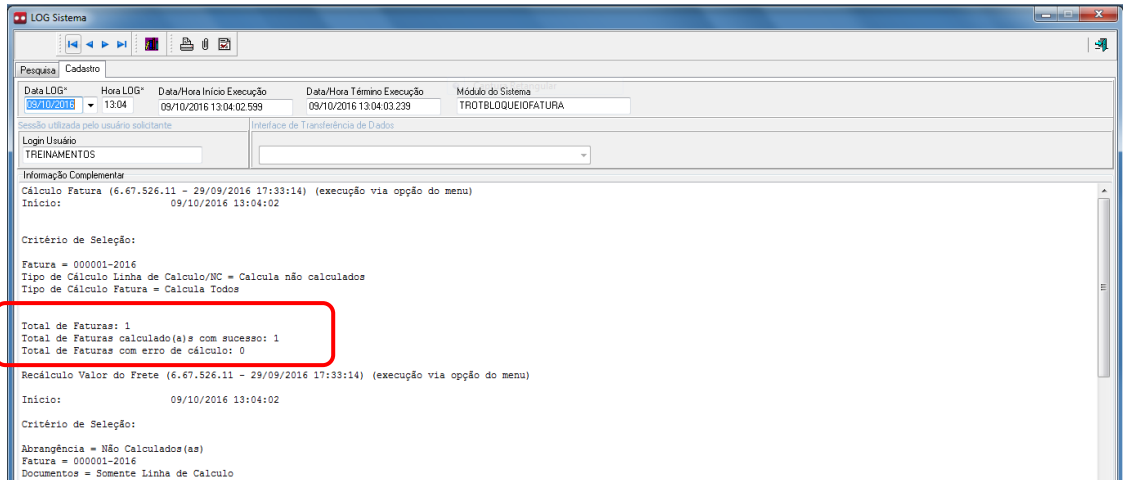 LOG Sistema
Pesquisa Cadastro
Data LOG* Hora LOG* Data/Hora Início Execução Data/Hora Término Execução Módulo do Sistema
09/10/2016 13:04 09/10/2016 13:04:02.599 09/10/2016 13:04:03.239 TROTBLOQUEIOFATURA
Sessão utilizada pelo usuário solicitante Interface de Transferência de Dados
Login Usuário
TREINAMENTOS
Informação Complementar
Cálculo Fatura (6.67.526.11 - 29/09/2016 17:33:14) (execução via opção do menu)
Início: 09/10/2016 13:04:02
Critério de Seleção:
Fatura = 000001-2016
Tipo de Cálculo Linha de Calculo/NC = Calcula não calculados
Tipo de Cálculo Fatura = Calcula Todos
Total de Faturas: 1
Total de Faturas calculado(a)s com sucesso: 1
Total de Faturas com erro de cálculo: 0
Recálculo Valor do Frete (6.67.526.11 - 29/09/2016 17:33:14) (execução via opção do menu)
Início: 09/10/2016 13:04:02
Critério de Seleção:
Abrangência = Não Calculados(as)
Fatura = 000001-2016
Documentos = Somente Linha de Calculo